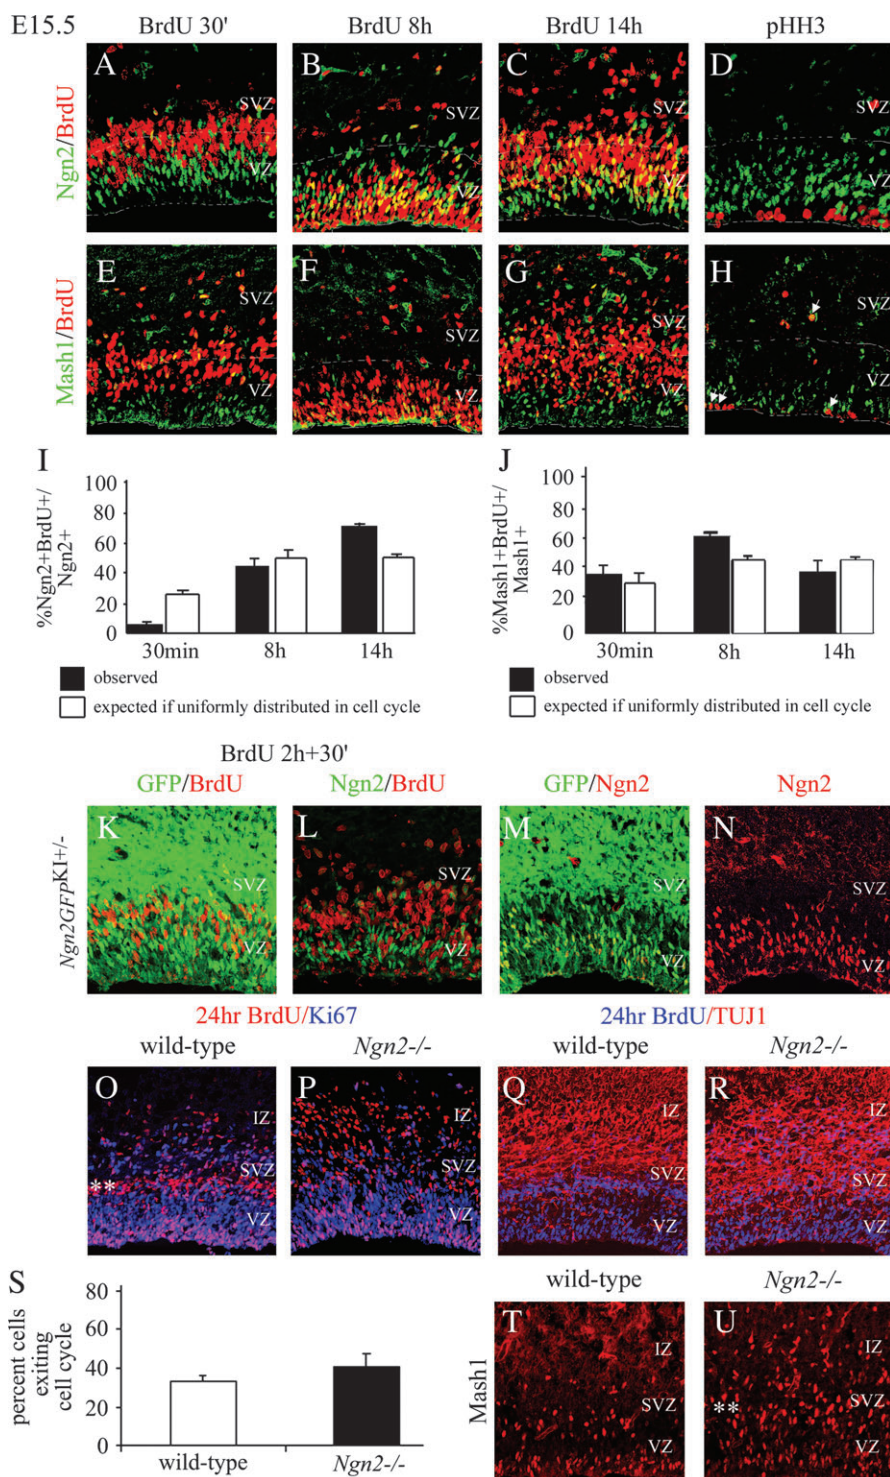 E15.5
BrdU 30' BrdU 8h BrdU 14h pHH3
Ngn2/BrdU
A B C D
SVZ SVZ SVZ SVZ
VZ VZ VZ VZ
Mash1/BrdU
E F G H
SVZ SVZ SVZ SVZ
VZ VZ VZ VZ
I
%Ngn2+BrdU+/
Ngn2+
100
80
60
40
20
0
30min 8h 14h
observed
expected if uniformly distributed in cell cycle
J
%Mash1+BrdU+/
Mash1+
100
80
60
40
20
0
30min 8h 14h
observed
expected if uniformly distributed in cell cycle
BrdU 2h+30'
GFP/BrdU Ngn2/BrdU GFP/Ngn2 Ngn2
Ngn2GFPKI+/-
K L M N
SVZ SVZ SVZ SVZ
VZ VZ VZ VZ
24hr BrdU/Ki67 24hr BrdU/TUJ1
wild-type Ngn2-/- wild-type Ngn2-/-
O P Q R
IZ IZ IZ IZ
SVZ SVZ SVZ SVZ
**
VZ VZ VZ VZ
S
percent cells
exiting
cell cycle
80
60
40
20
0
wild-type Ngn2-/-
wild-type Ngn2-/-
Mash1
T U
IZ IZ
SVZ ** SVZ
VZ VZ